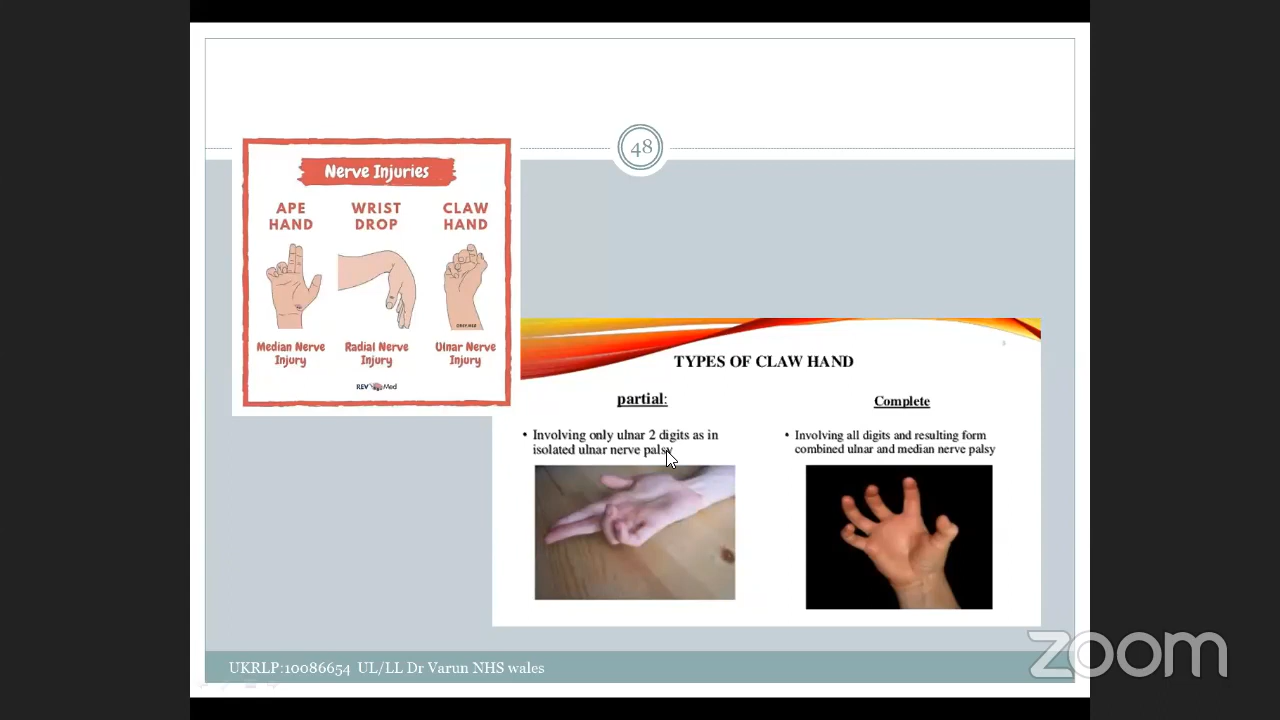 48
Nerve Injuries
APE HAND
WRIST DROP
CLAW HAND
Median Nerve Injury
Radial Nerve Injury
Ulnar Nerve Injury
REV Med
TYPES OF CLAW HAND
partial:
• Involving only ulnar 2 digits as in
isolated ulnar nerve palsy
Complete
• Involving all digits and resulting form
combined ulnar and median nerve palsy
UKRLP:10086654 UL/LL Dr Varun NHS wales
zoom